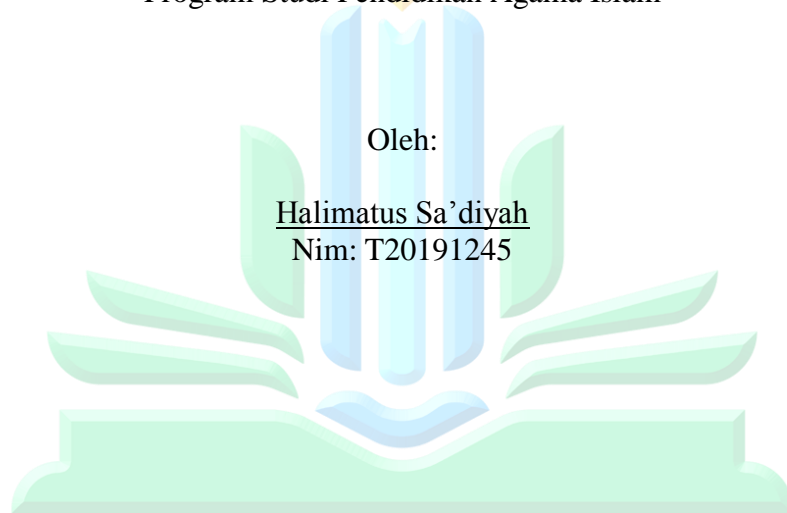 Program Studi Pendidikan Agama Islam
Oleh:
Halimatus Sa’diyah
Nim: T20191245